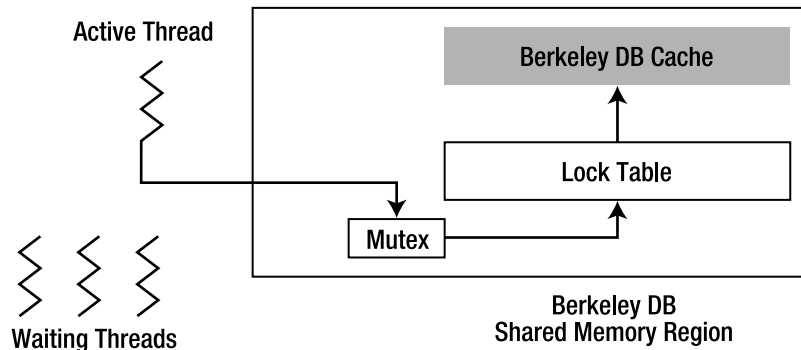 Active Thread
Berkeley DB Cache
Lock Table
Mutex
Waiting Threads
Berkeley DB
Shared Memory Region